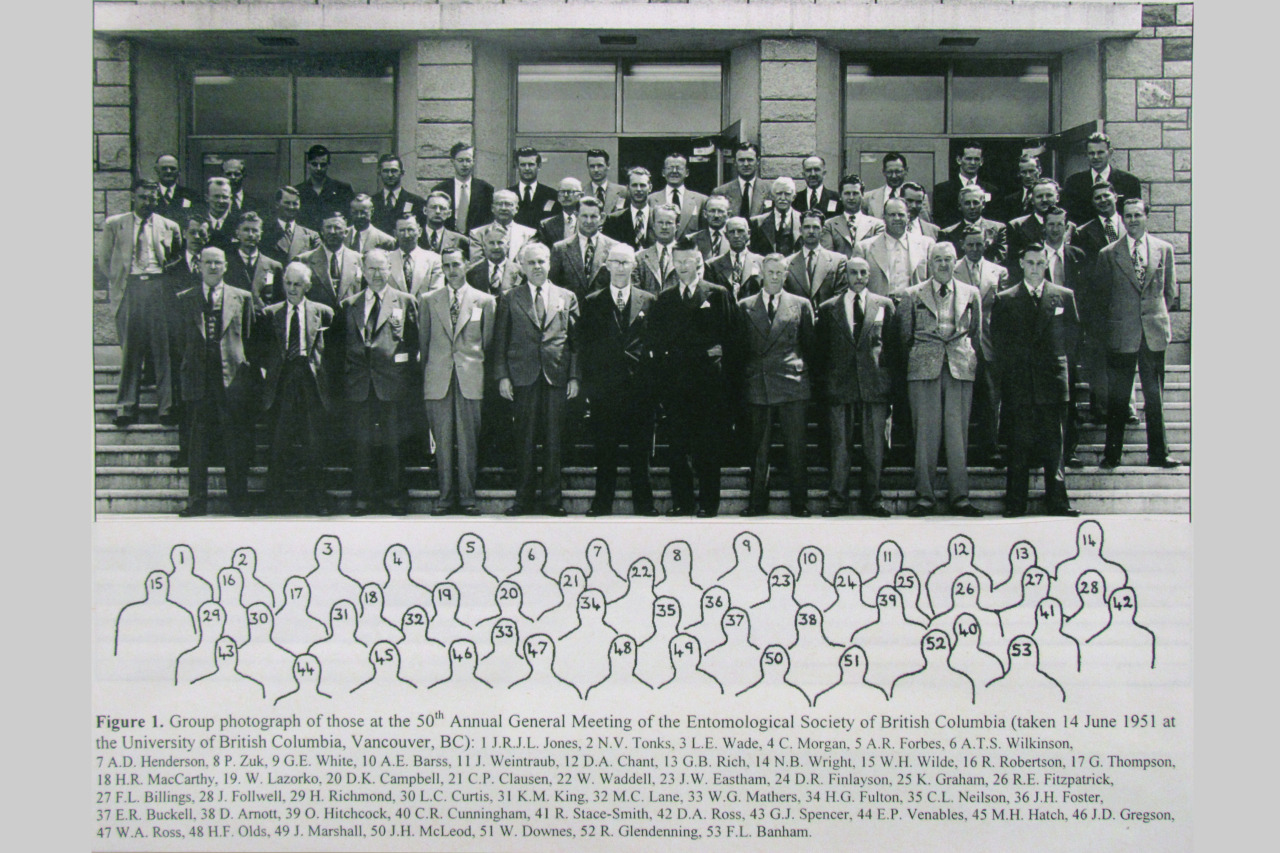 1 2 3 4 5 6 7 8 9 10 11 12 13 14
15 16 17 18 19 20 21 22 23 24 25 26 27 28
29 30 31 32 33 34 35 36 37 38 39 40 41 42
43 44 45 46 47 48 49 50 51 52 53
Figure 1. Group photograph of those at the 50th Annual General Meeting of the Entomological Society of British Columbia (taken 14 June 1951 at
the University of British Columbia, Vancouver, BC): 1 J.R.J.L. Jones, 2 N.V. Tonks, 3 L.E. Wade, 4 C. Morgan, 5 A.R. Forbes, 6 A.T.S. Wilkinson,
7 A.D. Henderson, 8 P. Zuk, 9 G.E. White, 10 A.E. Barss, 11 J. Weintraub, 12 D.A. Chant, 13 G.B. Rich, 14 N.B. Wright, 15 W.H. Wilde, 16 R. Robertson, 17 G. Thompson,
18 H.R. MacCarthy, 19. W. Lazorko, 20 D.K. Campbell, 21 C.P. Clausen, 22 W. Waddell, 23 J.W. Eastham, 24 D.R. Finlayson, 25 K. Graham, 26 R.E. Fitzpatrick,
27 F.L. Billings, 28 J. Follwell, 29 H. Richmond, 30 L.C. Curtis, 31 K.M. King, 32 M.C. Lane, 33 W.G. Mathers, 34 H.G. Fulton, 35 C.L. Neilson, 36 J.H. Foster,
37 E.R. Buckell, 38 D. Arnott, 39 O. Hitchcock, 40 C.R. Cunningham, 41 R. Stace-Smith, 42 D.A. Ross, 43 G.J. Spencer, 44 E.P. Venables, 45 M.H. Hatch, 46 J.D. Gregson,
47 W.A. Ross, 48 H.F. Olds, 49 J. Marshall, 50 J.H. McLeod, 51 W. Downes, 52 R. Glendenning, 53 F.L. Banham.